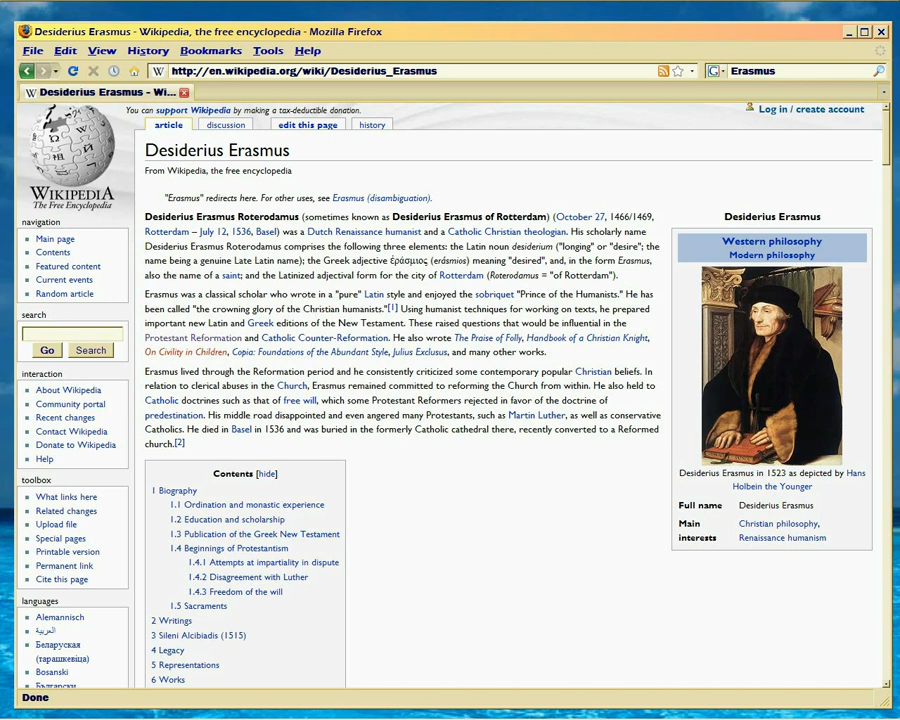 Desiderius Erasmus - Wikipedia, the free encyclopedia - Mozilla Firefox
File Edit View History Bookmarks Tools Help
http://en.wikipedia.org/wiki/Desiderius_Erasmus
Erasmus
Desiderius Erasmus - Wi...
You can support Wikipedia by making a tax-deductible donation.
Log in / create account
article discussion edit this page history
WIKIPEDIA
The Free Encyclopedia
navigation
Main page
Contents
Featured content
Current events
Random article
search
Go Search
interaction
About Wikipedia
Community portal
Recent changes
Contact Wikipedia
Donate to Wikipedia
Help
toolbox
What links here
Related changes
Upload file
Special pages
Printable version
Permanent link
Cite this page
languages
Alemannisch
العربية
Беларуская
(тарашкевіца)
Bosanski
Български
Desiderius Erasmus
From Wikipedia, the free encyclopedia
"Erasmus" redirects here. For other uses, see Erasmus (disambiguation).
Desiderius Erasmus Roterodamus (sometimes known as Desiderius Erasmus of Rotterdam) (October 27, 1466/1469,
Rotterdam – July 12, 1536, Basel) was a Dutch Renaissance humanist and a Catholic Christian theologian. His scholarly name
Desiderius Erasmus Roterodamus comprises the following three elements: the Latin noun desiderium ("longing" or "desire"; the
name being a genuine Late Latin name); the Greek adjective ἐράσμιος (erásmios) meaning "desired", and, in the form Erasmus,
also the name of a saint; and the Latinized adjectival form for the city of Rotterdam (Roterodamus = "of Rotterdam").
Erasmus was a classical scholar who wrote in a "pure" Latin style and enjoyed the sobriquet "Prince of the Humanists." He has
been called "the crowning glory of the Christian humanists."[1] Using humanist techniques for working on texts, he prepared
important new Latin and Greek editions of the New Testament. These raised questions that would be influential in the
Protestant Reformation and Catholic Counter-Reformation. He also wrote The Praise of Folly, Handbook of a Christian Knight,
On Civility in Children, Copia: Foundations of the Abundant Style, Julius Exclusus, and many other works.
Erasmus lived through the Reformation period and he consistently criticized some contemporary popular Christian beliefs. In
relation to clerical abuses in the Church, Erasmus remained committed to reforming the Church from within. He also held to
Catholic doctrines such as that of free will, which some Protestant Reformers rejected in favor of the doctrine of
predestination. His middle road disappointed and even angered many Protestants, such as Martin Luther, as well as conservative
Catholics. He died in Basel in 1536 and was buried in the formerly Catholic cathedral there, recently converted to a Reformed
church.[2]
Contents [hide]
1 Biography
1.1 Ordination and monastic experience
1.2 Education and scholarship
1.3 Publication of the Greek New Testament
1.4 Beginnings of Protestantism
1.4.1 Attempts at impartiality in dispute
1.4.2 Disagreement with Luther
1.4.3 Freedom of the will
1.5 Sacraments
2 Writings
3 Sileni Alcibiadis (1515)
4 Legacy
5 Representations
6 Works
Desiderius Erasmus
Western philosophy
Modern philosophy
Desiderius Erasmus in 1523 as depicted by Hans
Holbein the Younger
Full name Desiderius Erasmus
Main interests Christian philosophy,
Renaissance humanism
Done